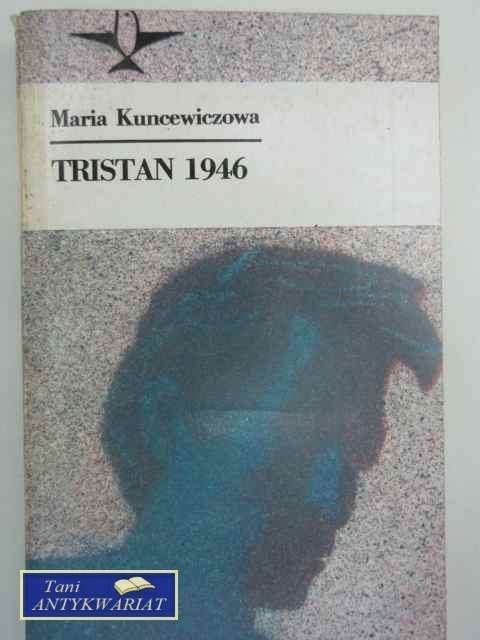 Maria Kuncewiczowa
TRISTAN 1946
Tani
ANTYKWARIAT